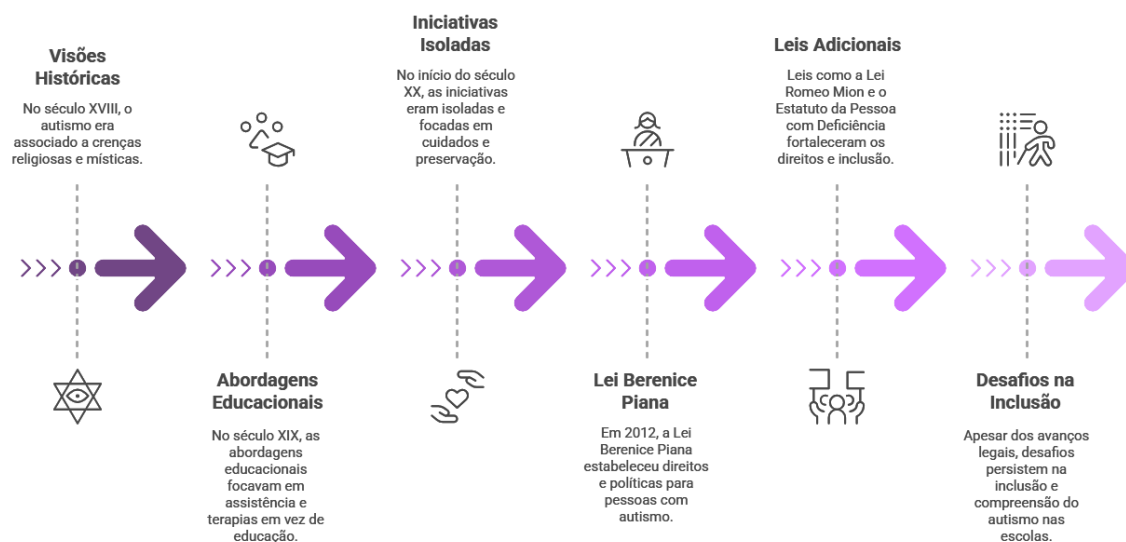 Visões
Históricas
No século XVIII, o
autismo era
associado a crenças
religiosas e místicas.
Abordagens
Educacionais
No século XIX, as
abordagens
educacionais
focavam em
assistência e
terapias em vez de
educação.
Iniciativas
Isoladas
No início do século
XX, as iniciativas
eram isoladas e
focadas em
cuidados e
preservação.
Lei Berenice
Piana
Em 2012, a Lei
Berenice Piana
estabeleceu direitos
e políticas para
pessoas com
autismo.
Leis Adicionais
Leis como a Lei
Romeo Mion e o
Estatuto da Pessoa
com Deficiência
fortaleceram os
direitos e inclusão.
Desafios na
Inclusão
Apesar dos avanços
legais, desafios
persistem na
inclusão e
compreensão do
autismo nas
escolas.